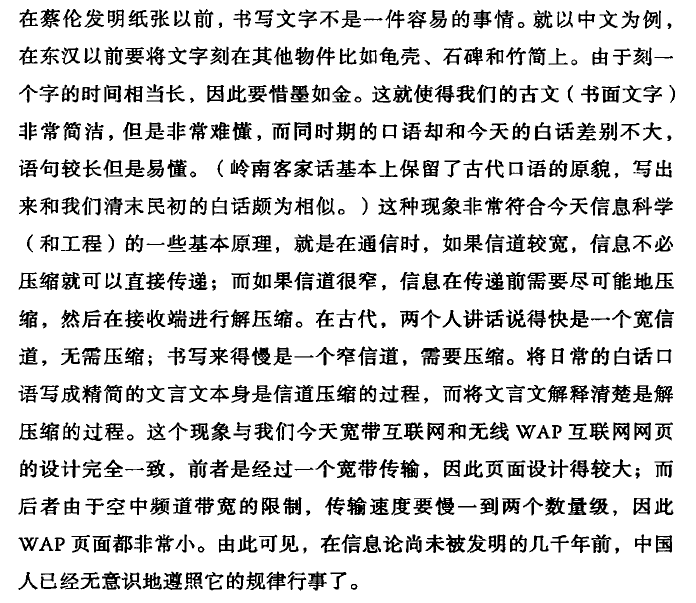 在蔡伦发明纸张以前，书写文字不是一件容易的事情。就以中文为例，
在东汉以前要将文字刻在其他物件比如龟壳、石碑和竹简上。由于刻一
个字的时间相当长，因此要惜墨如金。这就使得我们的古文（书面文字）
非常简洁，但是非常难懂，而同时期的口语却和今天的白话差别不大，
语句较长但是易懂。（岭南客家话基本上保留了古代口语的原貌，写出
来和我们清末民初的白话颇为相似。）这种现象非常符合今天信息科学
（和工程）的一些基本原理，就是在通信时，如果信道较宽，信息不必
压缩就可以直接传递；而如果信道很窄，信息在传递前需要尽可能地压
缩，然后在接收端进行解压缩。在古代，两个人讲话说得快是一个宽信
道，无需压缩；书写来得慢是一个窄信道，需要压缩。将日常的白话口
语写成精简的文言文本身是信道压缩的过程，而将文言文解释清楚是解
压缩的过程。这个现象与我们今天宽带互联网和无线 WAP 互联网网页
的设计完全一致，前者是经过一个宽带传输，因此页面设计得较大；而
后者由于空中频道带宽的限制，传输速度要慢一到两个数量级，因此
WAP 页面都非常小。由此可见，在信息论尚未被发明的几千年前，中国
人已经无意识地遵照它的规律行事了。